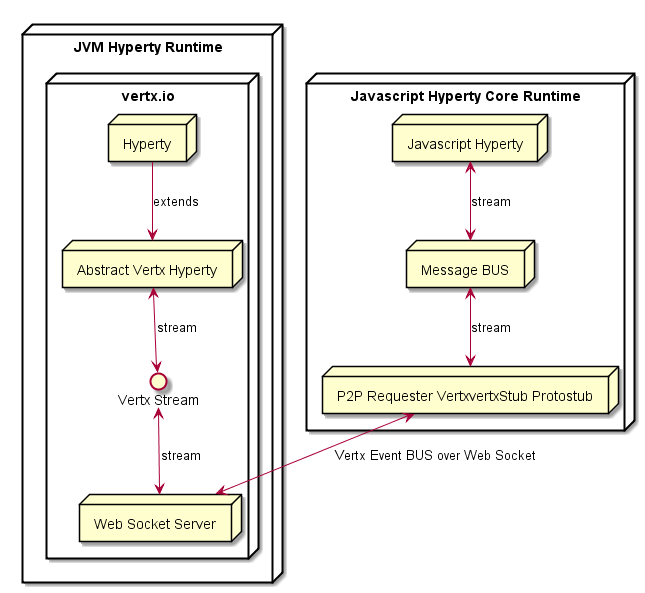 JVM Hyperty Runtime
vertx.io
Hyperty
extends
Abstract Vertx Hyperty
stream
Vertx Stream
stream
Web Socket Server
Javascript Hyperty Core Runtime
Javascript Hyperty
stream
Message BUS
stream
P2P Requester VertxvertxStub Protostub
Vertx Event BUS over Web Socket